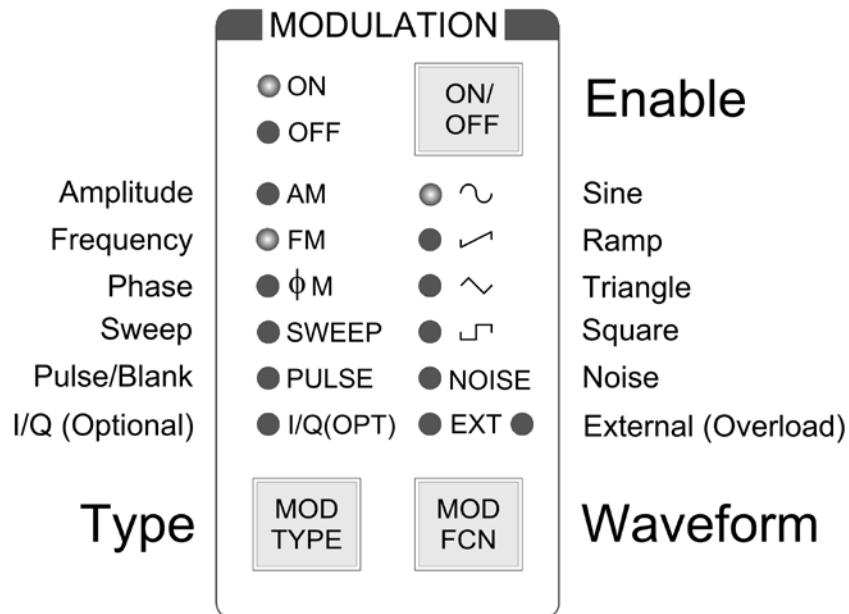 MODULATION
ON
OFF
ON/
OFF
Enable
Amplitude AM Sine
Frequency FM Ramp
Phase ϕM Triangle
Sweep SWEEP Square
Pulse/Blank PULSE NOISE Noise
I/Q (Optional) I/Q(OPT) EXT External (Overload)
Type
MOD
TYPE
MOD
FCN
Waveform